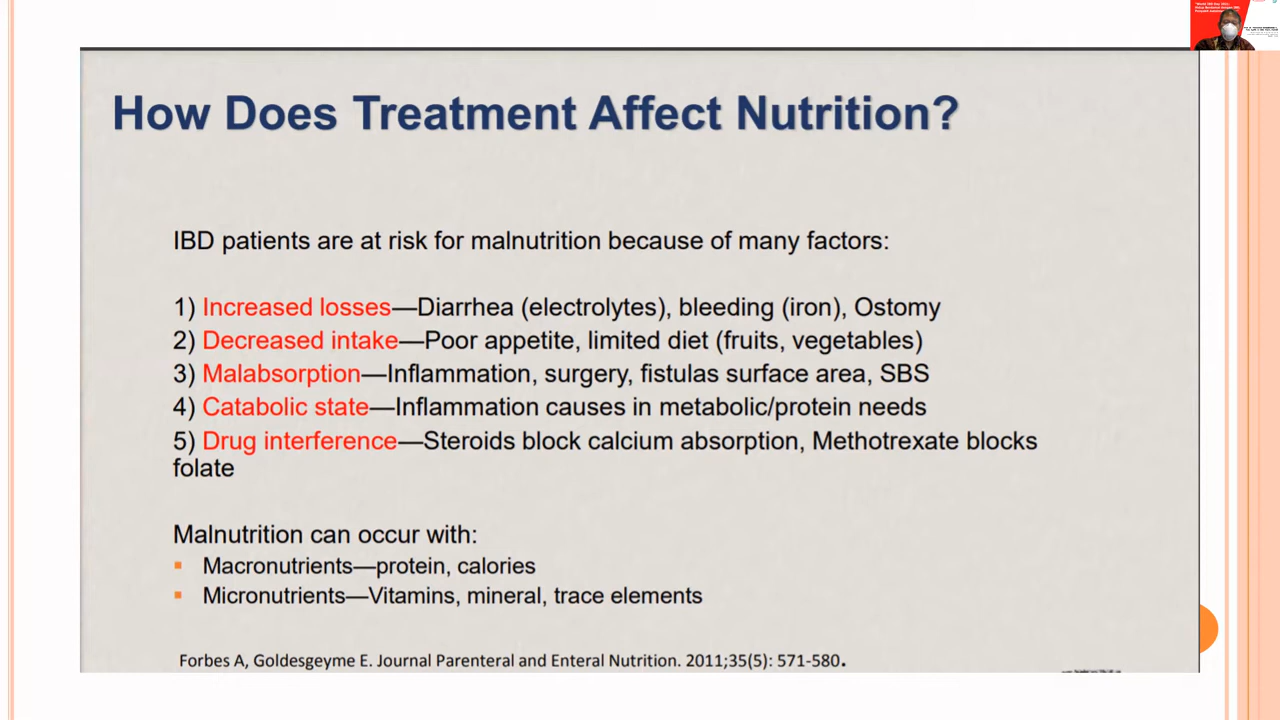 How Does Treatment Affect Nutrition?
IBD patients are at risk for malnutrition because of many factors:
1) Increased losses—Diarrhea (electrolytes), bleeding (iron), Ostomy
2) Decreased intake—Poor appetite, limited diet (fruits, vegetables)
3) Malabsorption—Inflammation, surgery, fistulas surface area, SBS
4) Catabolic state—Inflammation causes in metabolic/protein needs
5) Drug interference—Steroids block calcium absorption, Methotrexate blocks
folate
Malnutrition can occur with:
▪ Macronutrients—protein, calories
▪ Micronutrients—Vitamins, mineral, trace elements
Forbes A, Goldesgeyme E. Journal Parenteral and Enteral Nutrition. 2011;35(5): 571-580.